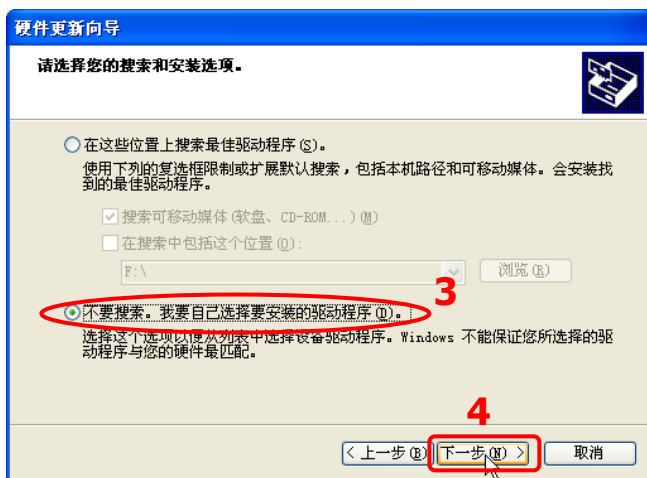 硬件更新向导
请选择您的搜索和安装选项。
在这些位置上搜索最佳驱动程序(S)。
使用下列的复选框限制或扩展默认搜索，包括本机路径和可移动媒体。会安装找
到的最佳驱动程序。
搜索可移动媒体(软盘、CD-ROM...)(M)
在搜索中包括这个位置(O):
F:\
浏览(R)
3
不要搜索。我要自己选择要安装的驱动程序(D)。
选择这个选项以便从列表中选择设备驱动程序。Windows 不能保证您所选择的驱
动程序与您的硬件最匹配。
4
< 上一步(B) 下一步(N) > 取消